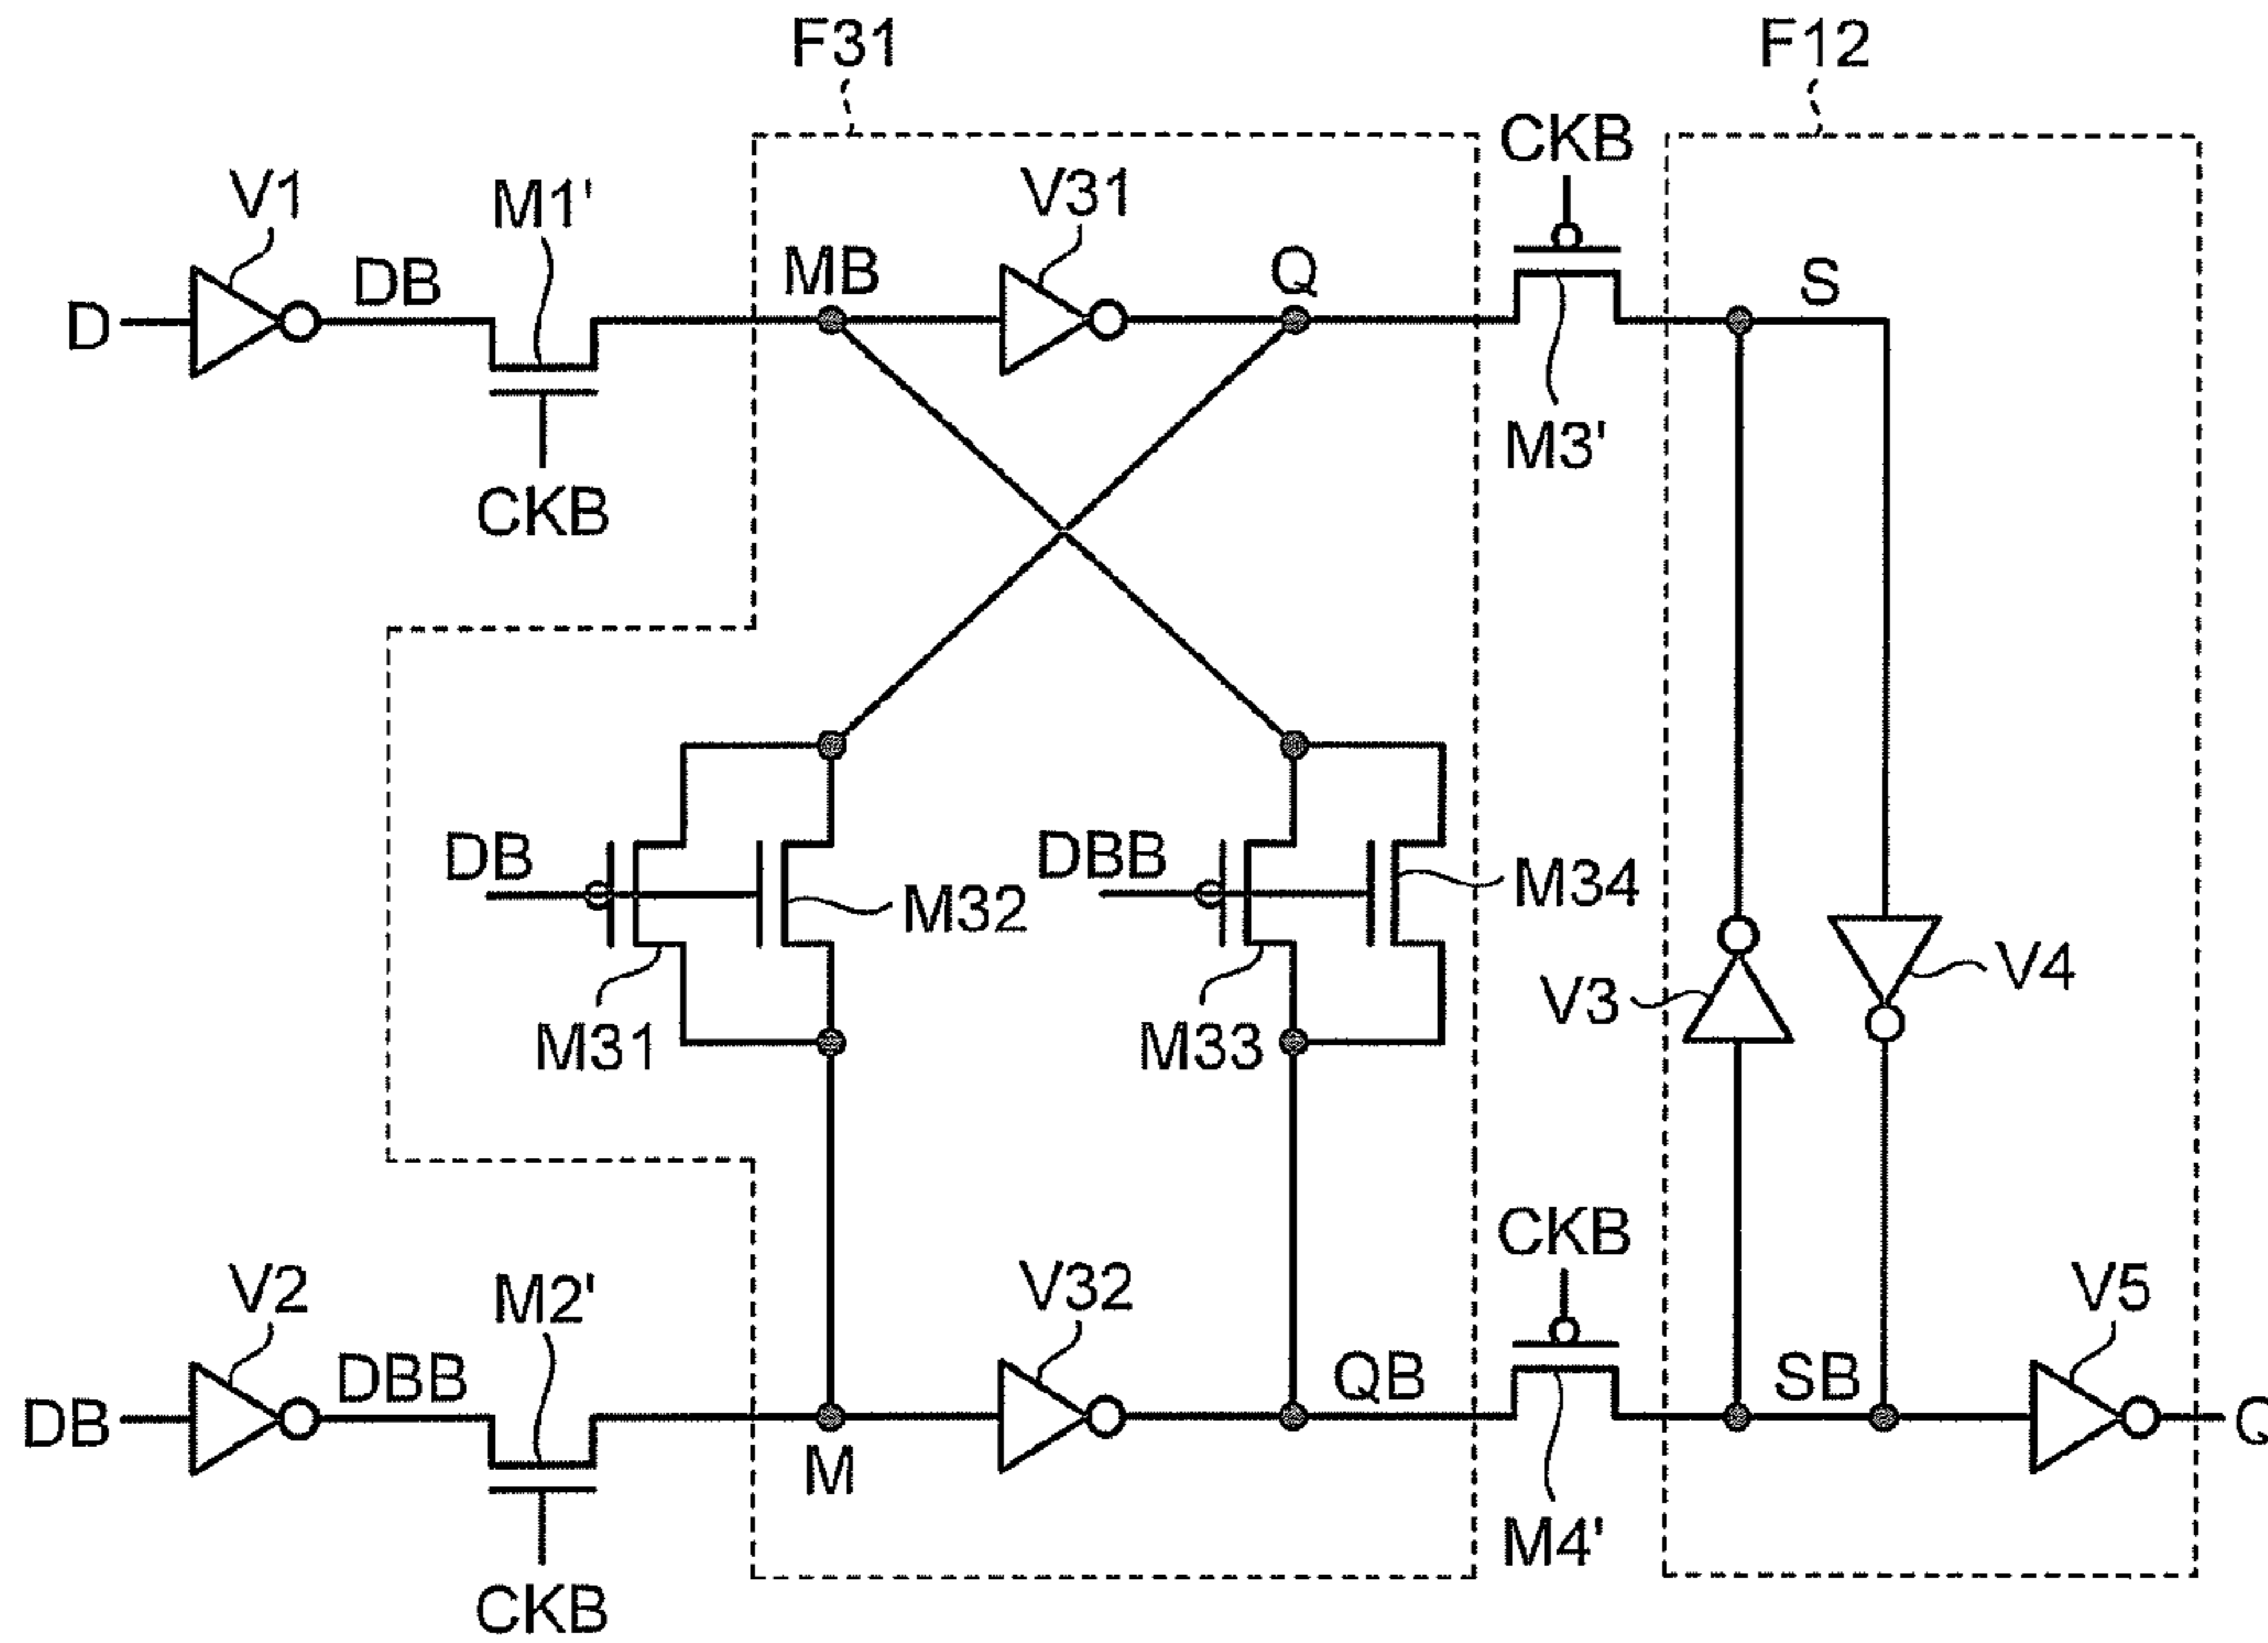 F31
F12
CKB
V1
M1'
V31
DB
MB
Q
S
D
M3'
CKB
DB
M32
DBB
M34
M31
M33
V3
V4
CKB
V2
M2'
V32
V5
DBB
QB
SB
DB
Q
M
M4'
CKB